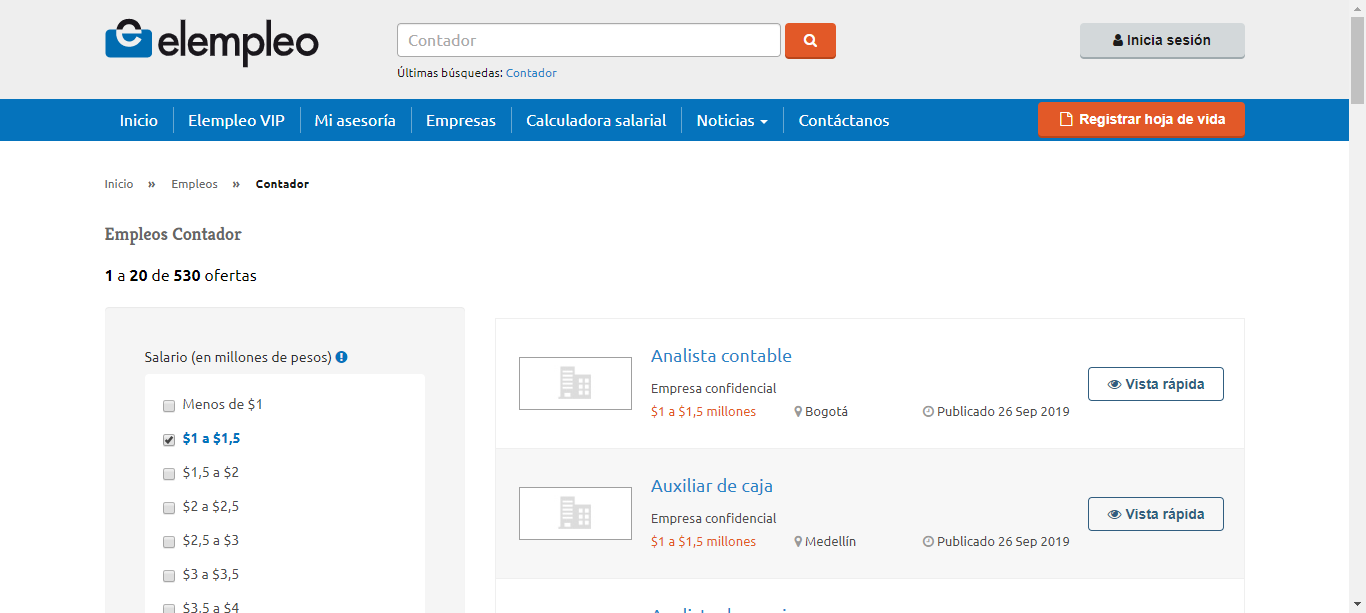 elempleo
Contador
Inicia sesión
Últimas búsquedas: Contador
Inicio Elempleo VIP Mi asesoría Empresas Calculadora salarial Noticias Contáctanos Registrar hoja de vida
Inicio » Empleos » Contador
Empleos Contador
1 a 20 de 530 ofertas
Salario (en millones de pesos)
Menos de $1
$1 a $1,5
$1,5 a $2
$2 a $2,5
$2,5 a $3
$3 a $3,5
$3,5 a $4
Analista contable
Empresa confidencial
$1 a $1,5 millones Bogotá Publicado 26 Sep 2019
Vista rápida
Auxiliar de caja
Empresa confidencial
$1 a $1,5 millones Medellín Publicado 26 Sep 2019
Vista rápida